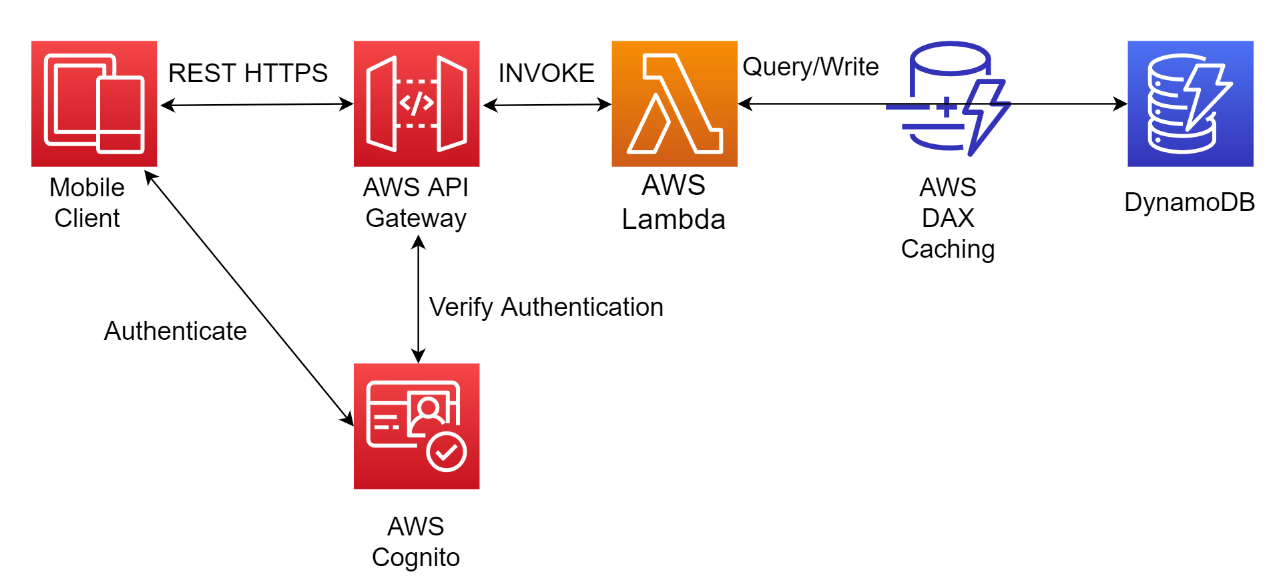 REST HTTPS
INVOKE
Query/Write
</>
Mobile
Client
AWS API
Gateway
AWS
Lambda
AWS
DAX
Caching
DynamoDB
Authenticate
Verify Authentication
AWS
Cognito